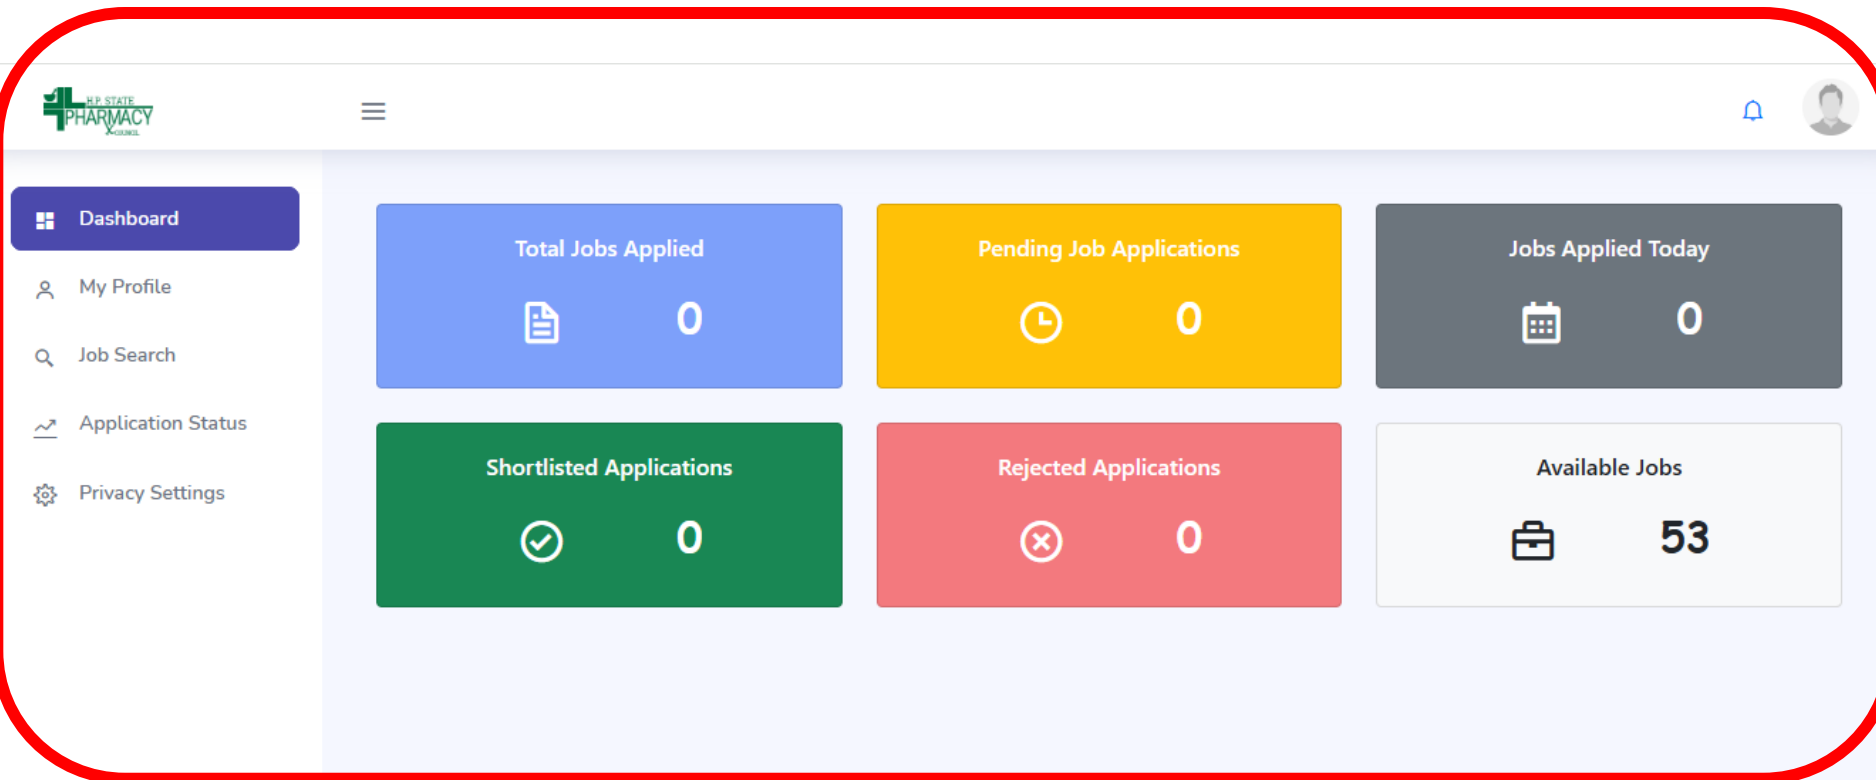 H.P. STATE
PHARMACY
COUNCIL
Dashboard
My Profile
Job Search
Application Status
Privacy Settings
Total Jobs Applied
0
Pending Job Applications
0
Jobs Applied Today
0
Shortlisted Applications
0
Rejected Applications
0
Available Jobs
53